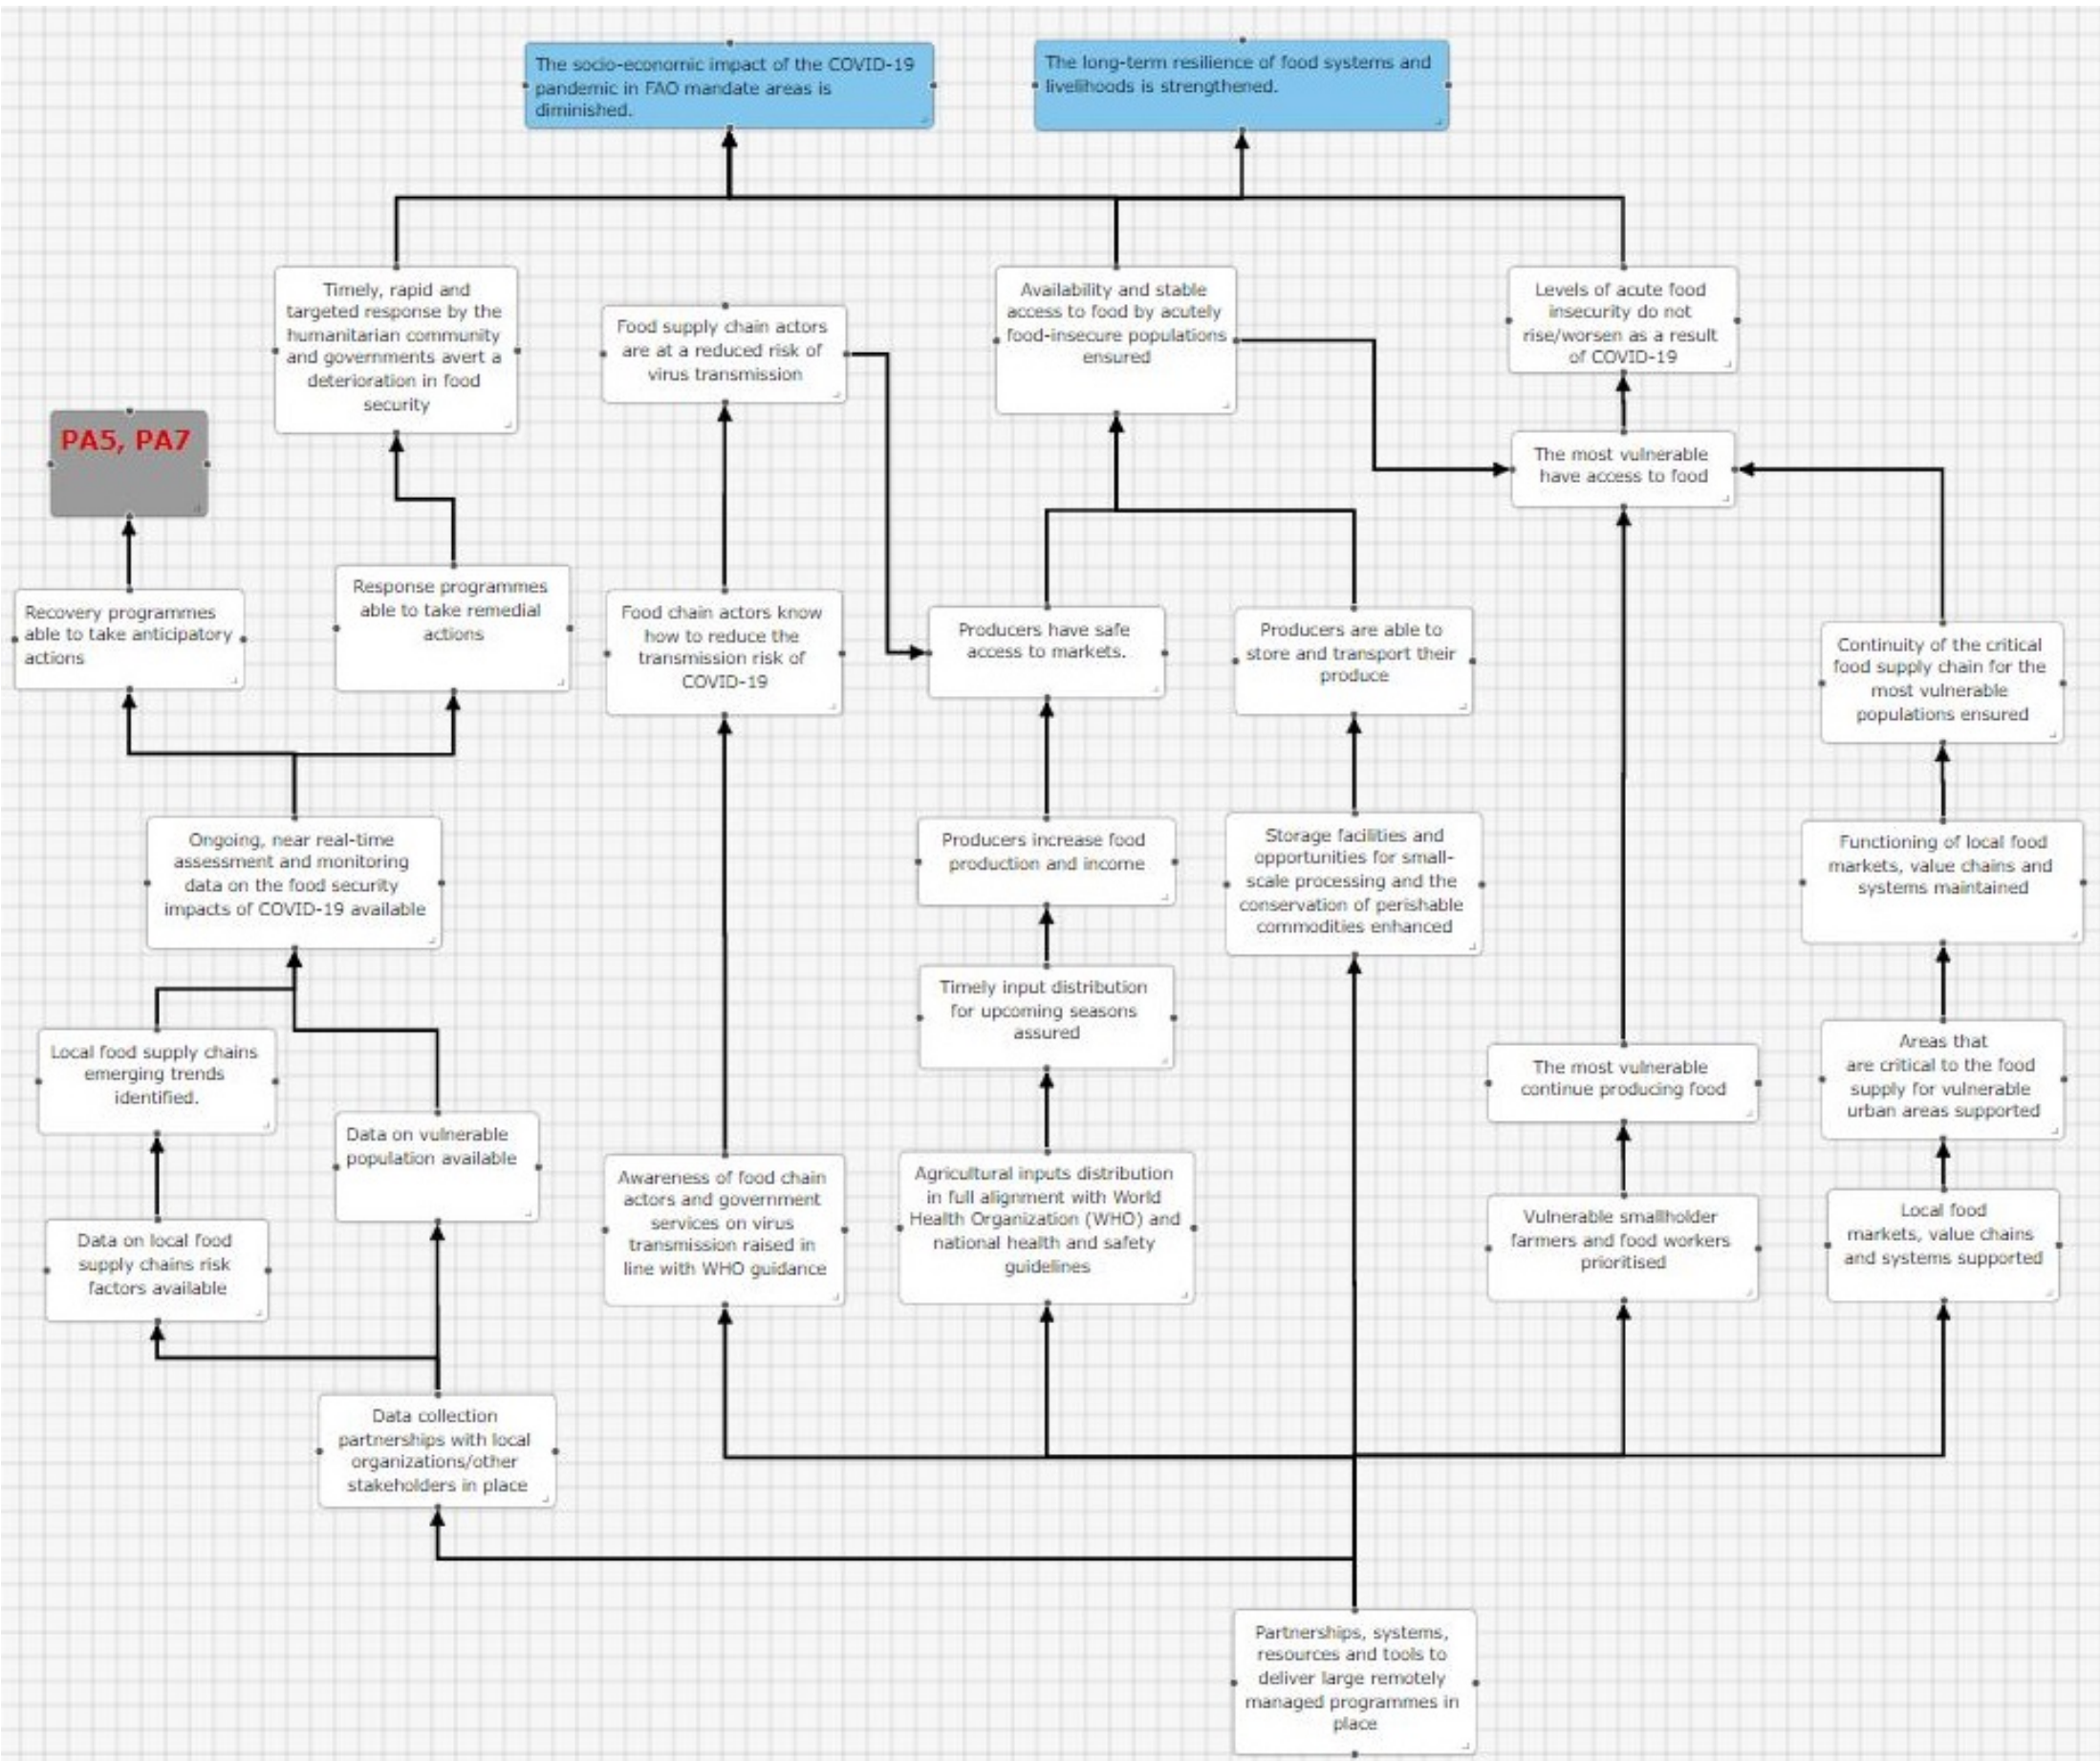 The socio-economic impact of the COVID-19
pandemic in FAO mandate areas is
diminished.
The long-term resilience of food systems and
livelihoods is strengthened.
Timely, rapid and
targeted response by the
humanitarian community
and governments avert a
deterioration in food
security
Food supply chain actors
are at a reduced risk of
virus transmission
Availability and stable
access to food by acutely
food-insecure populations
ensured
Levels of acute food
insecurity do not
rise/worsen as a result
of COVID-19
PA5, PA7
The most vulnerable
have access to food
Recovery programmes
able to take anticipatory
actions
Response programmes
able to take remedial
actions
Food chain actors know
how to reduce the
transmission risk of
COVID-19
Producers have safe
access to markets.
Producers are able to
store and transport their
produce
Continuity of the critical
food supply chain for the
most vulnerable
populations ensured
Ongoing, near real-time
assessment and monitoring
data on the food security
impacts of COVID-19 available
Producers increase food
production and income
Storage facilities and
opportunities for small-
scale processing and the
conservation of perishable
commodities enhanced
Functioning of local food
markets, value chains and
systems maintained
Timely input distribution
for upcoming seasons
assured
Local food supply chains
emerging trends
identified.
The most vulnerable
continue producing food
Areas that
are critical to the food
supply for vulnerable
urban areas supported
Data on vulnerable
population available
Awareness of food chain
actors and government
services on virus
transmission raised in
line with WHO guidance
Agricultural inputs distribution
in full alignment with World
Health Organization (WHO) and
national health and safety
guidelines
Vulnerable smallholder
farmers and food workers
prioritised
Local food
markets, value chains
and systems supported
Data on local food
supply chains risk
factors available
Data collection
partnerships with local
organizations/other
stakeholders in place
Partnerships, systems,
resources and tools to
deliver large remotely
managed programmes in
place